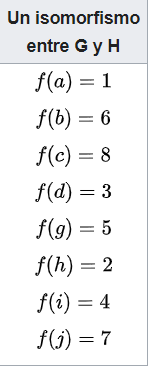 Un isomorfismo
entre G y H
f(a) = 1
f(b) = 6
f(c) = 8
f(d) = 3
f(g) = 5
f(h) = 2
f(i) = 4
f(j) = 7